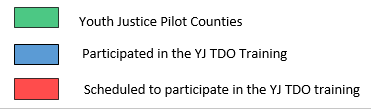 Youth Justice Pilot Counties
Participated in the YJ TDO Training
Scheduled to participate in the YJ TDO training